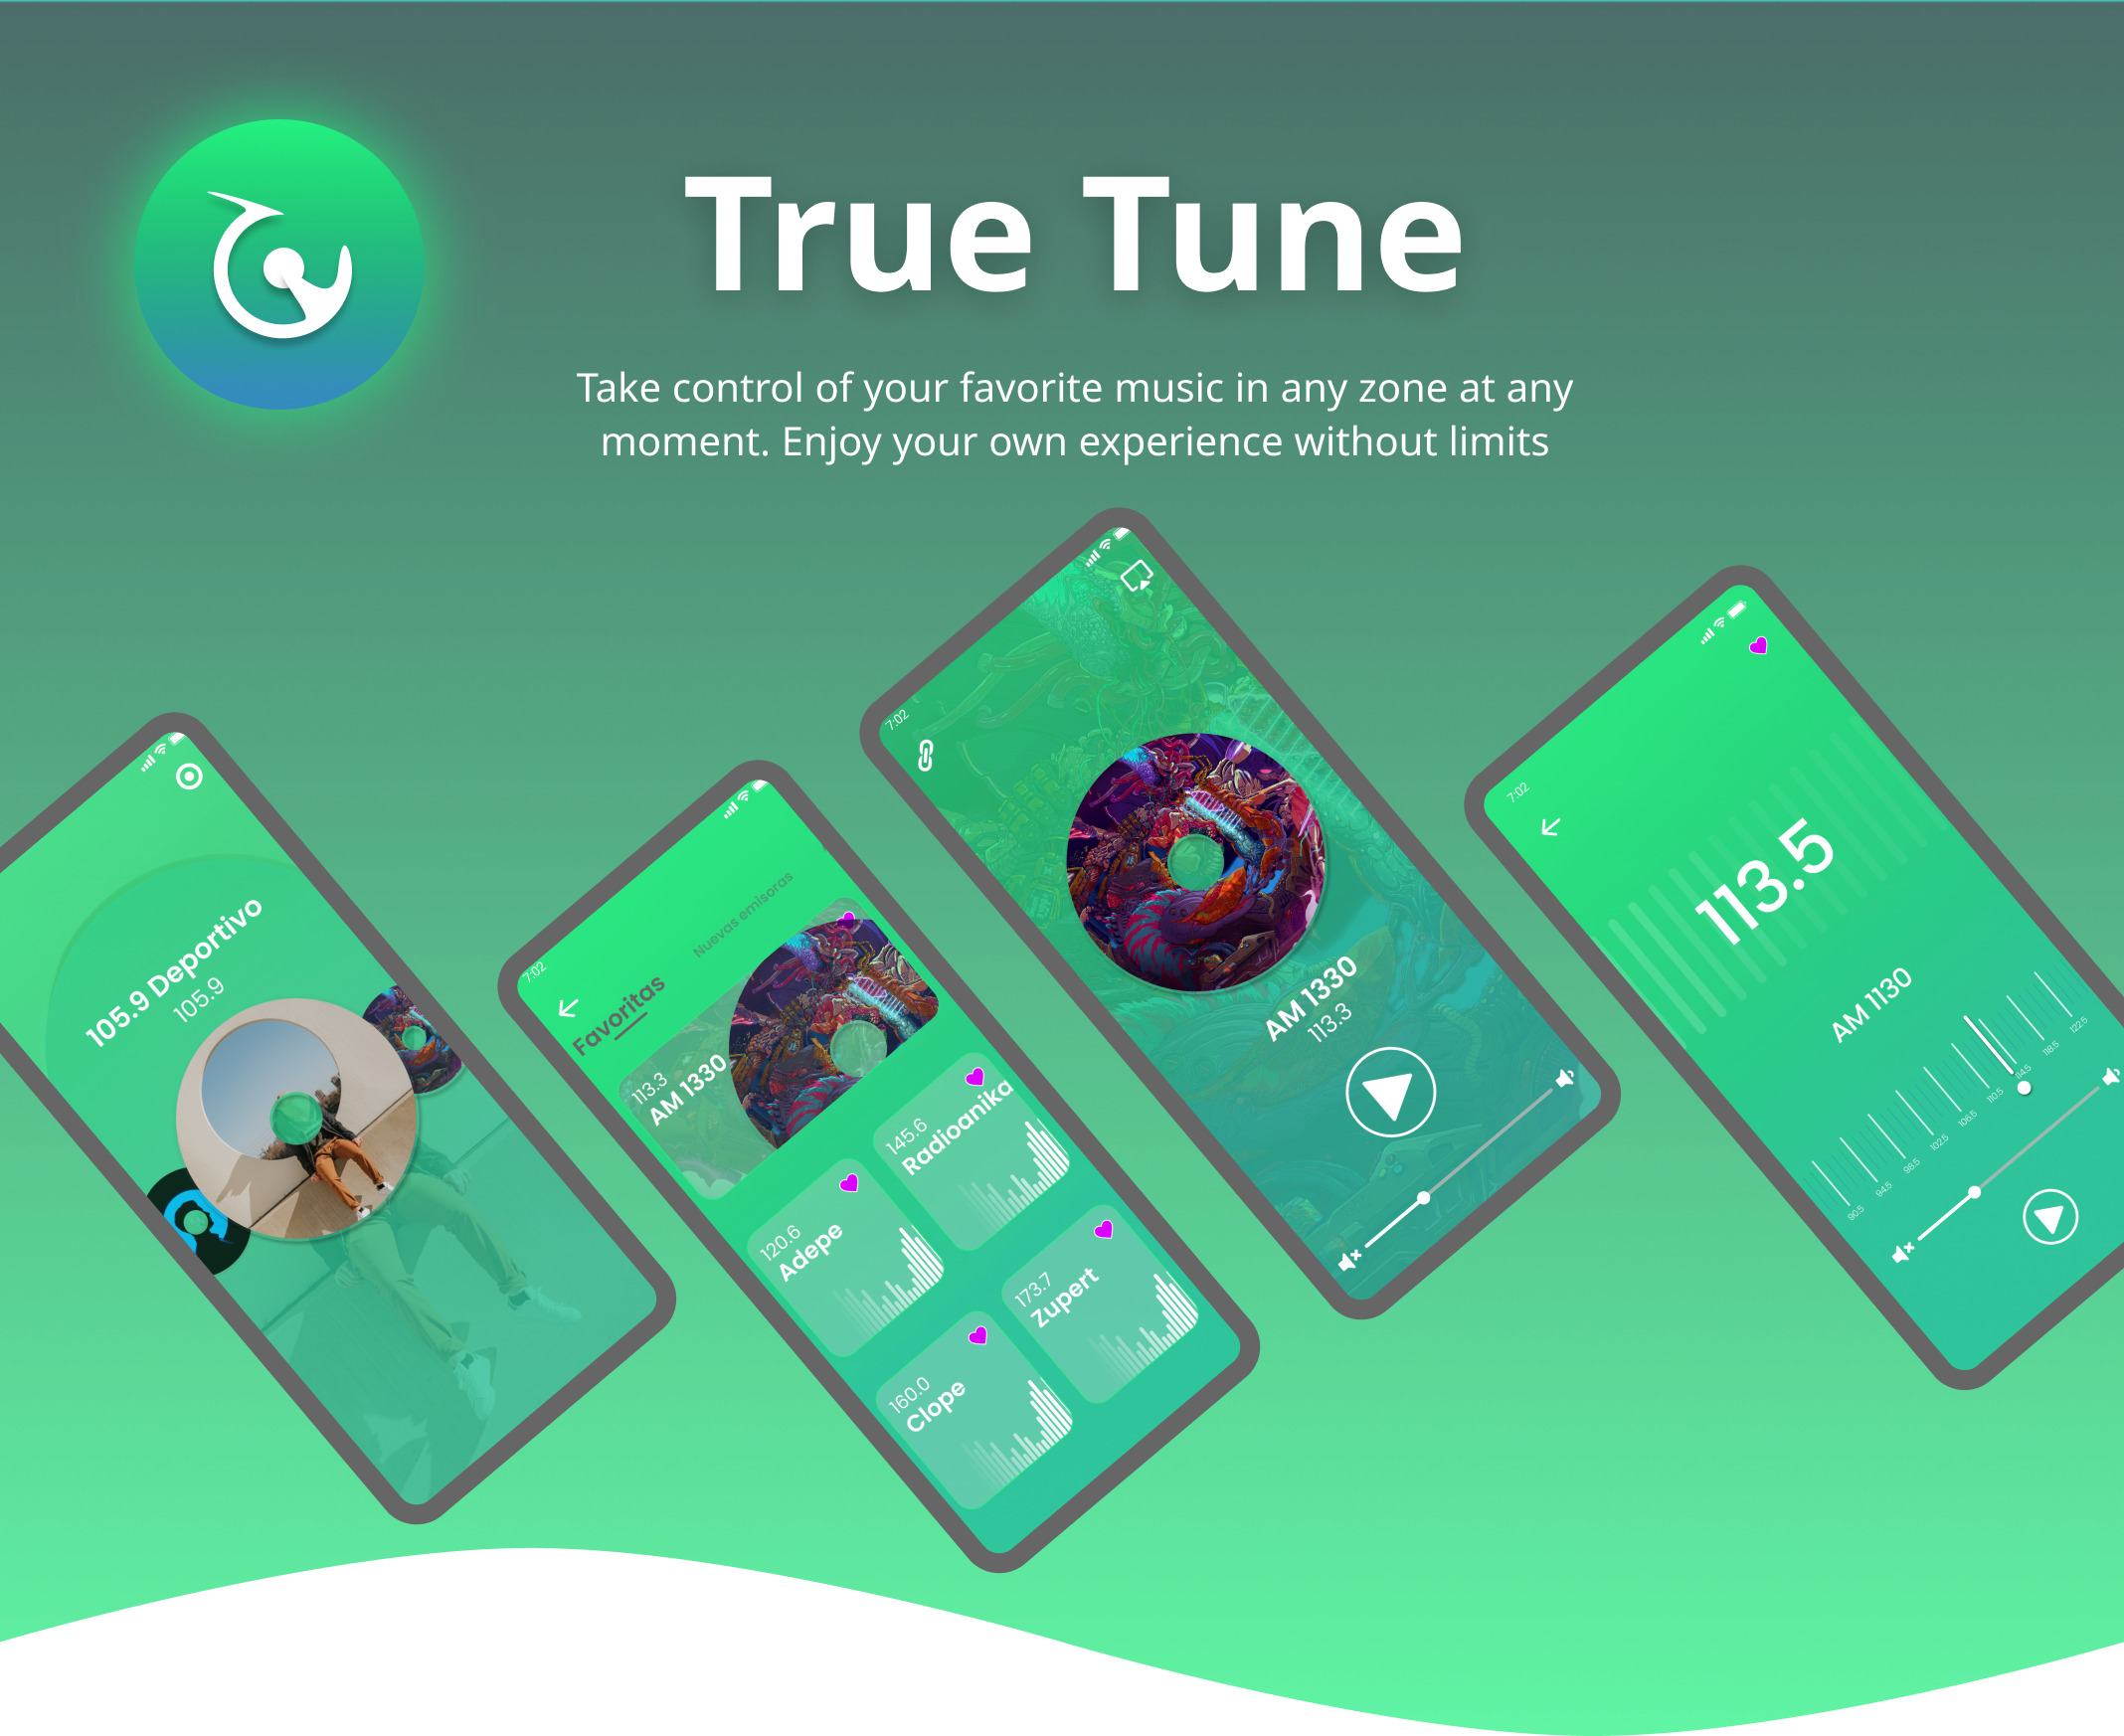 True Tune
Take control of your favorite music in any zone at any
moment. Enjoy your own experience without limits
105.9 Deportivo
105.9
7:02
Favoritas
Nuevas emisoras
113.3
AM 1330
145.6
Radioanika
120.6
Adepe
173.7
Zupert
160.0
Clope
7:02
AM 1330
113.3
7:02
113.5
AM 1130
90.5
94.5
98.5
102.5
106.5
110.5
114.5
118.5
122.5